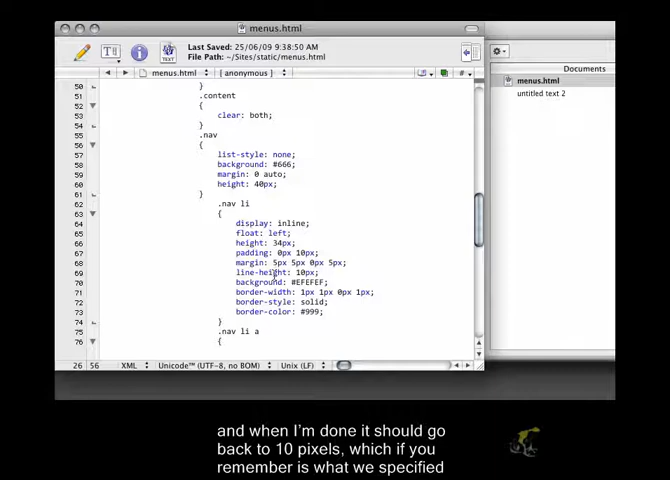 menus.html
Last Saved: 25/06/09 9:38:50 AM
File Path: ~/Sites/static/menus.html
TEXT
menus.html
[ anonymous ]
#
Documents
menus.html
untitled text 2
50 }
51 .content
52 {
53 clear: both;
54 }
55 .nav
56 {
57 list-style: none;
58 background: #666;
59 margin: 0 auto;
60 height: 40px;
61 }
62 .nav li
63 {
64 display: inline;
65 float: left;
66 height: 34px;
67 padding: 0px 10px;
68 margin: 5px 5px 0px 5px;
69 line-height: 10px;
70 background: #EFEFEF;
71 border-width: 1px 1px 0px 1px;
72 border-style: solid;
73 border-color: #999;
74 }
75 .nav li a
76 {
26 56 XML Unicode™ (UTF-8, no BOM) Unix (LF)
and when I'm done it should go
back to 10 pixels, which if you
remember is what we specified